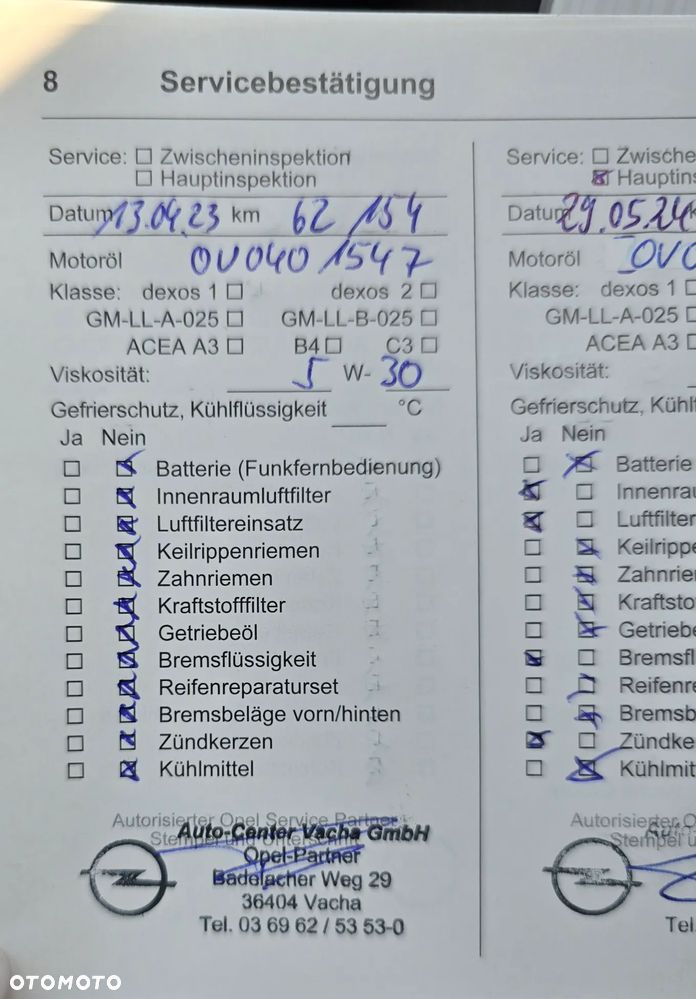 8 Servicebestätigung
Service: Zwischeninspektion
Hauptinspektion
Datum 13.04.23 km 62 154
Motoröl OV040 1547
Klasse: dexos 1 dexos 2
GM-LL-A-025 GM-LL-B-025
ACEA A3 B4 C3
Viskosität: 5 W- 30
Gefrierschutz, Kühlflüssigkeit °C
Ja Nein
Batterie (Funkfernbedienung)
Innenraumluftfilter
Luftfiltereinsatz
Keilrippenriemen
Zahnriemen
Kraftstofffilter
Getriebeöl
Bremsflüssigkeit
Reifenreparaturset
Bremsbeläge vorn/hinten
Zündkerzen
Kühlmittel
Autorisierter Opel Service Partner
Stempel und Unterschrift
Auto-Center Vacha GmbH
Opel-Partner
Badelacher Weg 29
36404 Vacha
Tel. 03 69 62 / 53 53-0
Service: Zwische
Hauptins
Datum 29.05.24
Motoröl OVO
Klasse: dexos 1
GM-LL-A-025
ACEA A3
Viskosität:
Gefrierschutz, Kühlf
Ja Nein
Batterie
Innenrau
Luftfilter
Keilrippe
Zahnrie
Kraftsto
Getriebe
Bremsfl
Reifenre
Bremsb
Zündke
Kühlmit
Autorisierter O
Stempel u
Tel.
OTOMOTO